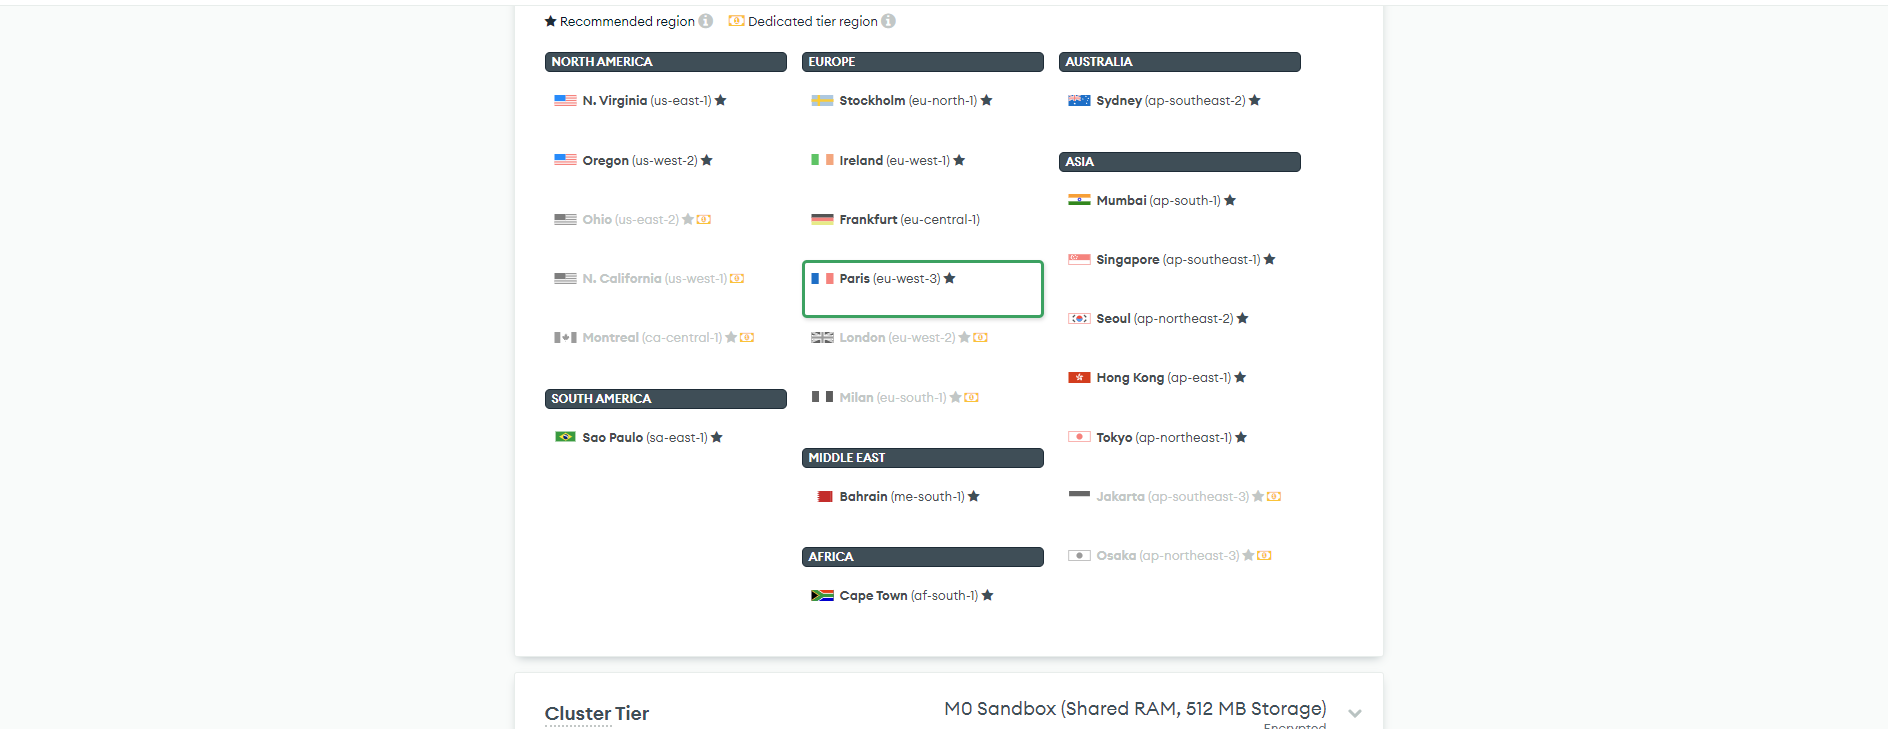 Recommended region
Dedicated tier region
NORTH AMERICA
N. Virginia (us-east-1)
Oregon (us-west-2)
Ohio (us-east-2)
N. California (us-west-1)
Montreal (ca-central-1)
SOUTH AMERICA
Sao Paulo (sa-east-1)
EUROPE
Stockholm (eu-north-1)
Ireland (eu-west-1)
Frankfurt (eu-central-1)
Paris (eu-west-3)
London (eu-west-2)
Milan (eu-south-1)
MIDDLE EAST
Bahrain (me-south-1)
AFRICA
Cape Town (af-south-1)
AUSTRALIA
Sydney (ap-southeast-2)
ASIA
Mumbai (ap-south-1)
Singapore (ap-southeast-1)
Seoul (ap-northeast-2)
Hong Kong (ap-east-1)
Tokyo (ap-northeast-1)
Jakarta (ap-southeast-3)
Osaka (ap-northeast-3)
Cluster Tier
M0 Sandbox (Shared RAM, 512 MB Storage)
Encrypted